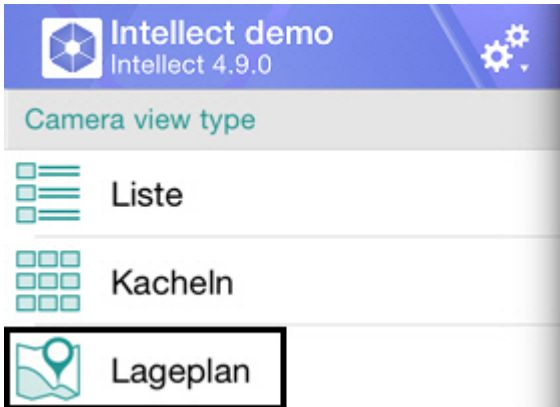 Intellect demo
Intellect 4.9.0
Camera view type
Liste
Kacheln
Lageplan